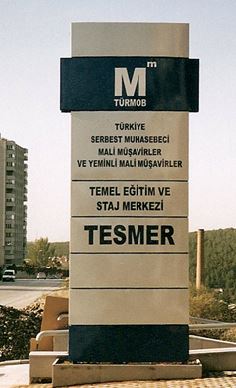 Mm
TÜRMOB
TÜRKİYE
SERBEST MUHASEBECİ
MALİ MÜŞAVİRLER
VE YEMİNLİ MALİ MÜŞAVİRLER
TEMEL EĞİTİM VE
STAJ MERKEZİ
TESMER